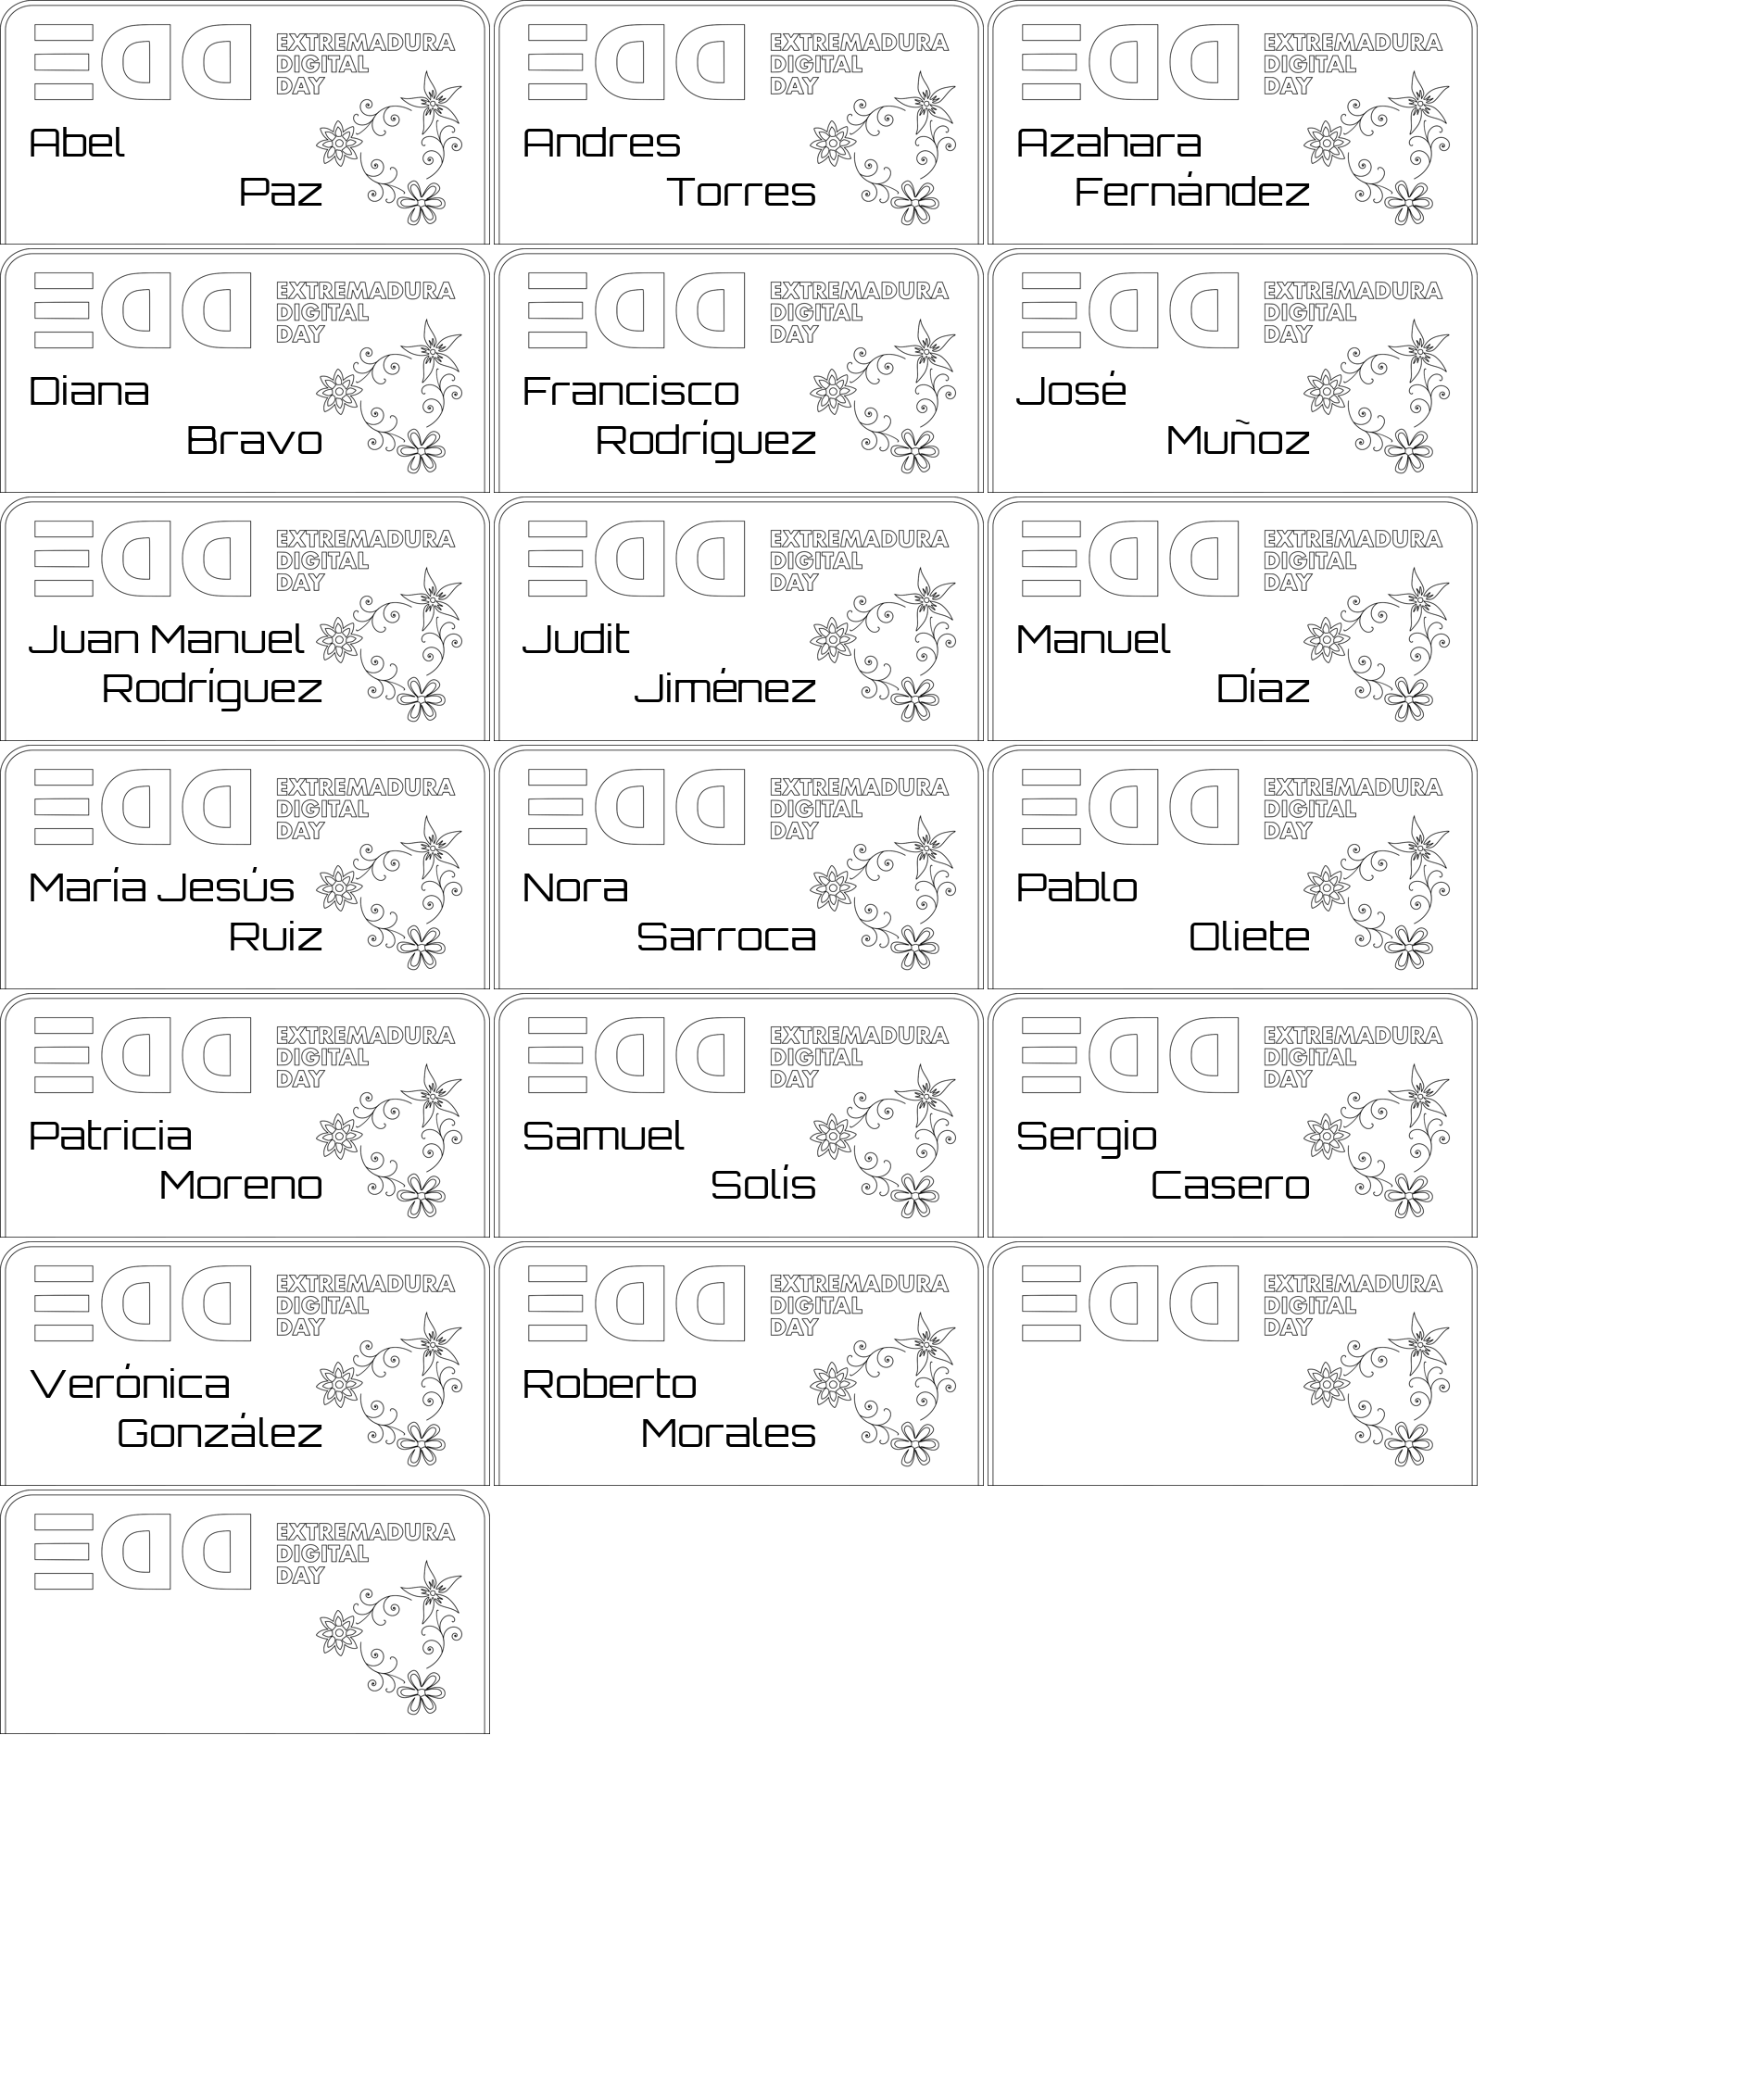 EDD EXTREMADURA
DIGITAL
DAY
Abel
Paz
EDD EXTREMADURA
DIGITAL
DAY
Andres
Torres
EDD EXTREMADURA
DIGITAL
DAY
Azahara
Fernández
EDD EXTREMADURA
DIGITAL
DAY
Diana
Bravo
EDD EXTREMADURA
DIGITAL
DAY
Francisco
Rodríguez
EDD EXTREMADURA
DIGITAL
DAY
José
Muñoz
EDD EXTREMADURA
DIGITAL
DAY
Juan Manuel
Rodríguez
EDD EXTREMADURA
DIGITAL
DAY
Judit
Jiménez
EDD EXTREMADURA
DIGITAL
DAY
Manuel
Díaz
EDD EXTREMADURA
DIGITAL
DAY
María Jesús
Ruiz
EDD EXTREMADURA
DIGITAL
DAY
Nora
Sarroca
EDD EXTREMADURA
DIGITAL
DAY
Pablo
Oliete
EDD EXTREMADURA
DIGITAL
DAY
Patricia
Moreno
EDD EXTREMADURA
DIGITAL
DAY
Samuel
Solís
EDD EXTREMADURA
DIGITAL
DAY
Sergio
Casero
EDD EXTREMADURA
DIGITAL
DAY
Verónica
González
EDD EXTREMADURA
DIGITAL
DAY
Roberto
Morales
EDD EXTREMADURA
DIGITAL
DAY
EDD EXTREMADURA
DIGITAL
DAY